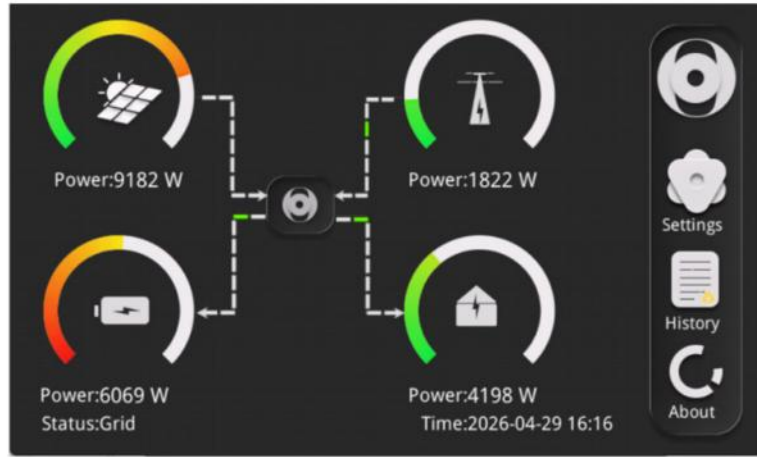 Power:9182 W
Power:1822 W
Settings
History
Power:6069 W
Power:4198 W
Status:Grid
Time:2026-04-29 16:16
About